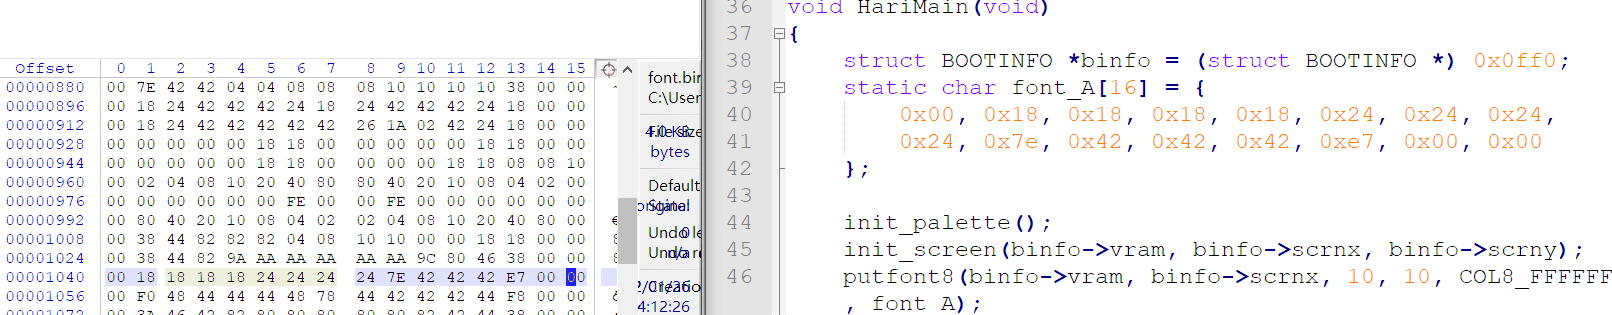 Offset 0 1 2 3 4 5 6 7 8 9 10 11 12 13 14 15
00000880 00 7E 42 42 04 04 08 08 08 10 10 10 10 38 00 00
00000896 00 18 24 42 42 42 24 18 24 42 42 42 24 18 00 00
00000912 00 18 24 42 42 42 42 42 26 1A 02 42 24 18 00 00
00000928 00 00 00 00 00 18 18 00 00 00 00 00 18 18 00 00
00000944 00 00 00 00 00 18 18 00 00 00 00 18 18 08 08 10
00000960 00 02 04 08 10 20 40 80 80 40 20 10 08 04 02 00
00000976 00 00 00 00 00 00 FE 00 00 FE 00 00 00 00 00 00
00000992 00 80 40 20 10 08 04 02 02 04 08 10 20 40 80 00
00001008 00 38 44 82 82 82 04 08 10 10 00 00 18 18 00 00
00001024 00 38 44 82 9A AA AA AA AA AA 9C 80 46 38 00 00
00001040 00 18 18 18 18 24 24 24 24 7E 42 42 42 E7 00 00
00001056 00 F0 48 44 44 44 48 78 44 42 42 42 44 F8 00 00
font.bin
C:\User
File size
4.0 KB
bytes
Default
State:
original
Undo le
0
Undo re
n/a
Creation
2/01/26
4:12:26
36 void HariMain(void)
37 {
38 struct BOOTINFO *binfo = (struct BOOTINFO *) 0x0ff0;
39 static char font_A[16] = {
40 0x00, 0x18, 0x18, 0x18, 0x18, 0x24, 0x24, 0x24,
41 0x24, 0x7e, 0x42, 0x42, 0x42, 0xe7, 0x00, 0x00
42 };
43
44 init_palette();
45 init_screen(binfo->vram, binfo->scrnx, binfo->scrny);
46 putfont8(binfo->vram, binfo->scrnx, 10, 10, COL8_FFFFFF
, font_A);